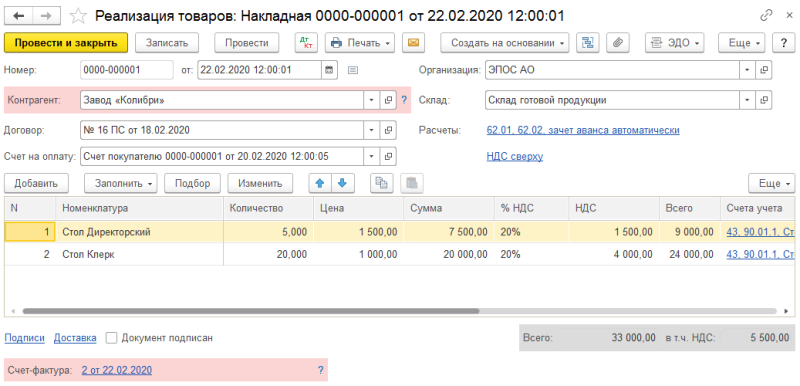 Реализация товаров: Накладная 0000-000001 от 22.02.2020 12:00:01
Провести и закрыть Записать Провести Дт Кт Печать Создать на основании ЭДО Еще ?
Номер: 0000-000001 от: 22.02.2020 12:00:01 Организация: ЭПОС АО
Контрагент: Завод «Колибри» ? Склад: Склад готовой продукции
Договор: № 16 ПС от 18.02.2020 Расчеты: 62.01, 62.02, зачет аванса автоматически
Счет на оплату: Счет покупателю 0000-000001 от 20.02.2020 12:00:05 НДС сверху
Добавить Заполнить Подбор Изменить Еще
N Номенклатура Количество Цена Сумма % НДС НДС Всего Счета учета
1 Стол Директорский 5,000 1 500,00 7 500,00 20% 1 500,00 9 000,00 43, 90.01.1, Ст
2 Стол Клерк 20,000 1 000,00 20 000,00 20% 4 000,00 24 000,00 43, 90.01.1, Ст
Подписи Доставка Документ подписан Всего: 33 000,00 в т.ч. НДС: 5 500,00
Счет-фактура: 2 от 22.02.2020 ?